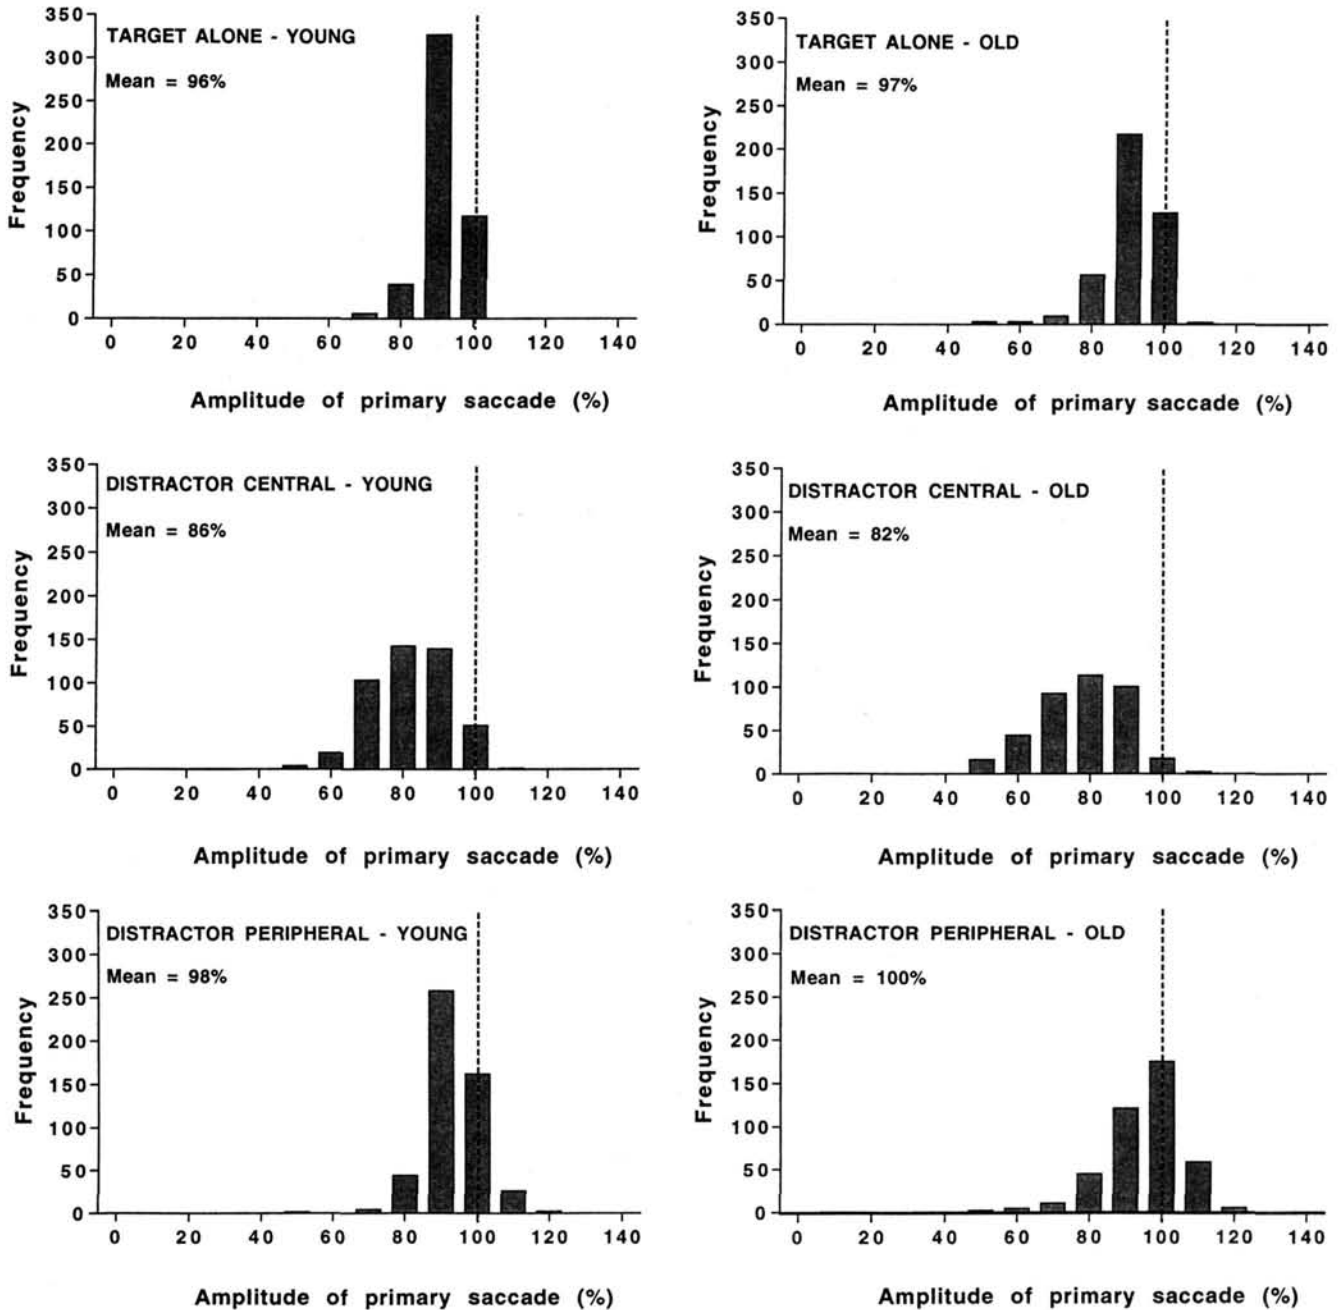 TARGET ALONE - YOUNG
Mean = 96%
Frequency
350
300
250
200
150
100
50
0
0 20 40 60 80 100 120 140
Amplitude of primary saccade (%)
TARGET ALONE - OLD
Mean = 97%
Frequency
350
300
250
200
150
100
50
0
0 20 40 60 80 100 120 140
Amplitude of primary saccade (%)
DISTRACTOR CENTRAL - YOUNG
Mean = 86%
Frequency
350
300
250
200
150
100
50
0
0 20 40 60 80 100 120 140
Amplitude of primary saccade (%)
DISTRACTOR CENTRAL - OLD
Mean = 82%
Frequency
350
300
250
200
150
100
50
0
0 20 40 60 80 100 120 140
Amplitude of primary saccade (%)
DISTRACTOR PERIPHERAL - YOUNG
Mean = 98%
Frequency
350
300
250
200
150
100
50
0
0 20 40 60 80 100 120 140
Amplitude of primary saccade (%)
DISTRACTOR PERIPHERAL - OLD
Mean = 100%
Frequency
350
300
250
200
150
100
50
0
0 20 40 60 80 100 120 140
Amplitude of primary saccade (%)